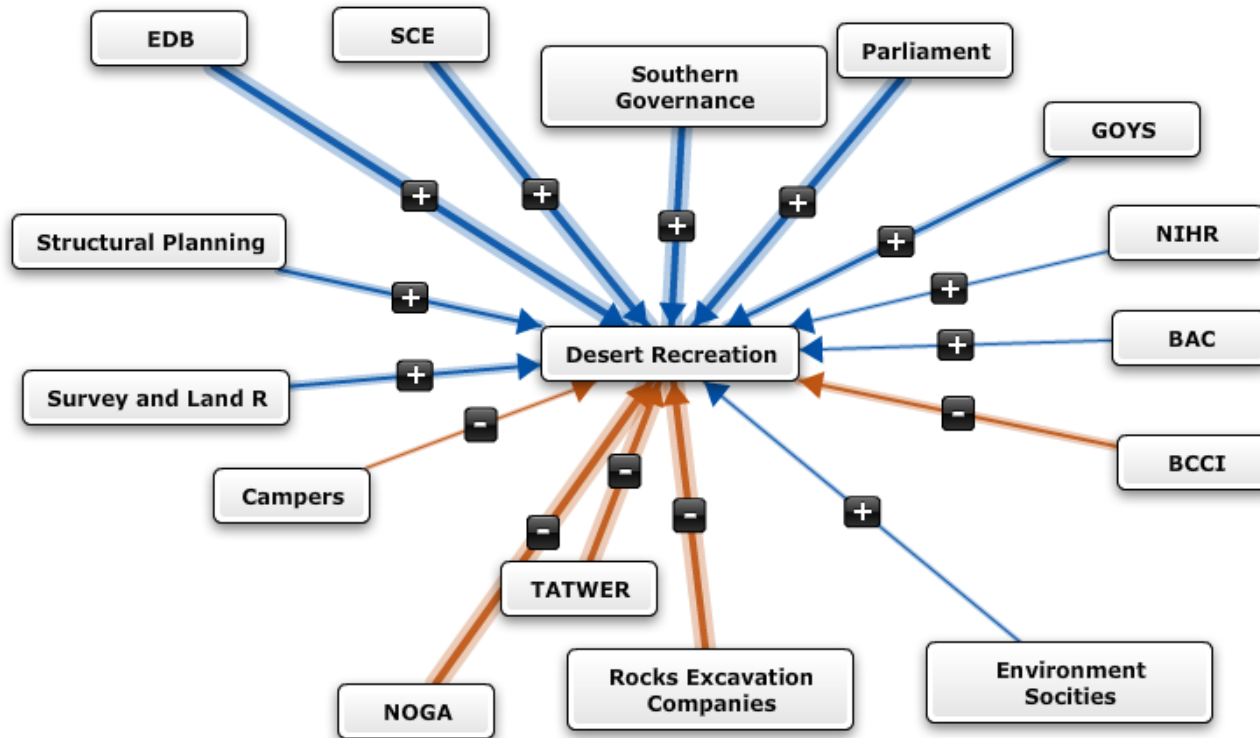 EDB
SCE
Southern
Governance
Parliament
GOYS
Structural Planning
NIHR
Desert Recreation
BAC
Survey and Land R
BCCI
Campers
TATWER
Rocks Excavation
Companies
Environment
Socities
NOGA
+
+
+
+
+
+
+
+
+
-
-
-
-
-
+